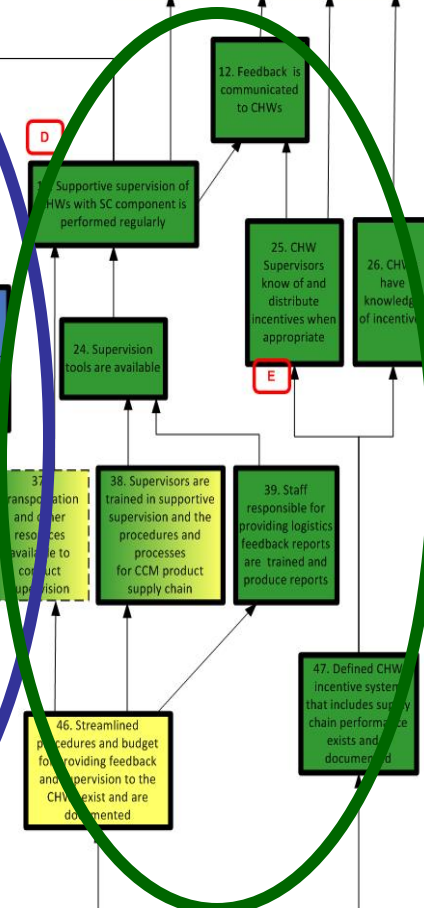 12. Feedback is
communicated
to CHWs
D
Supportive supervision of
CHWs with SC component is
performed regularly
25. CHW
Supervisors
know of and
distribute
incentives when
appropriate
26. CHW
have
knowledge
of incentive
E
24. Supervision
tools are available
37.
transportation
and other
resources
available to
conduct
supervision
38. Supervisors are
trained in supportive
supervision and the
procedures and
processes
for CCM product
supply chain
39. Staff
responsible for
providing logistics
feedback reports
are trained and
produce reports
47. Defined CHW
incentive system
that includes supply
chain performance
exists and
documented
46. Streamlined
procedures and budget
for providing feedback
and supervision to the
CHWs exist and are
documented